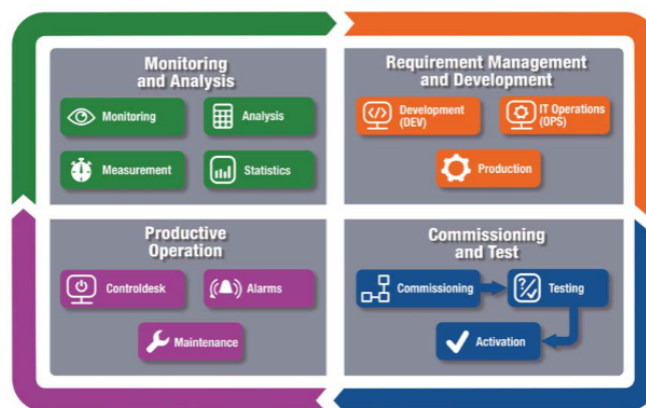 Monitoring
and Analysis
Monitoring
Analysis
Measurement
Statistics
Requirement Management
and Development
Development
(DEV)
IT Operations
(OPS)
Production
Productive
Operation
Controldesk
Alarms
Maintenance
Commissioning
and Test
Commissioning
Testing
Activation